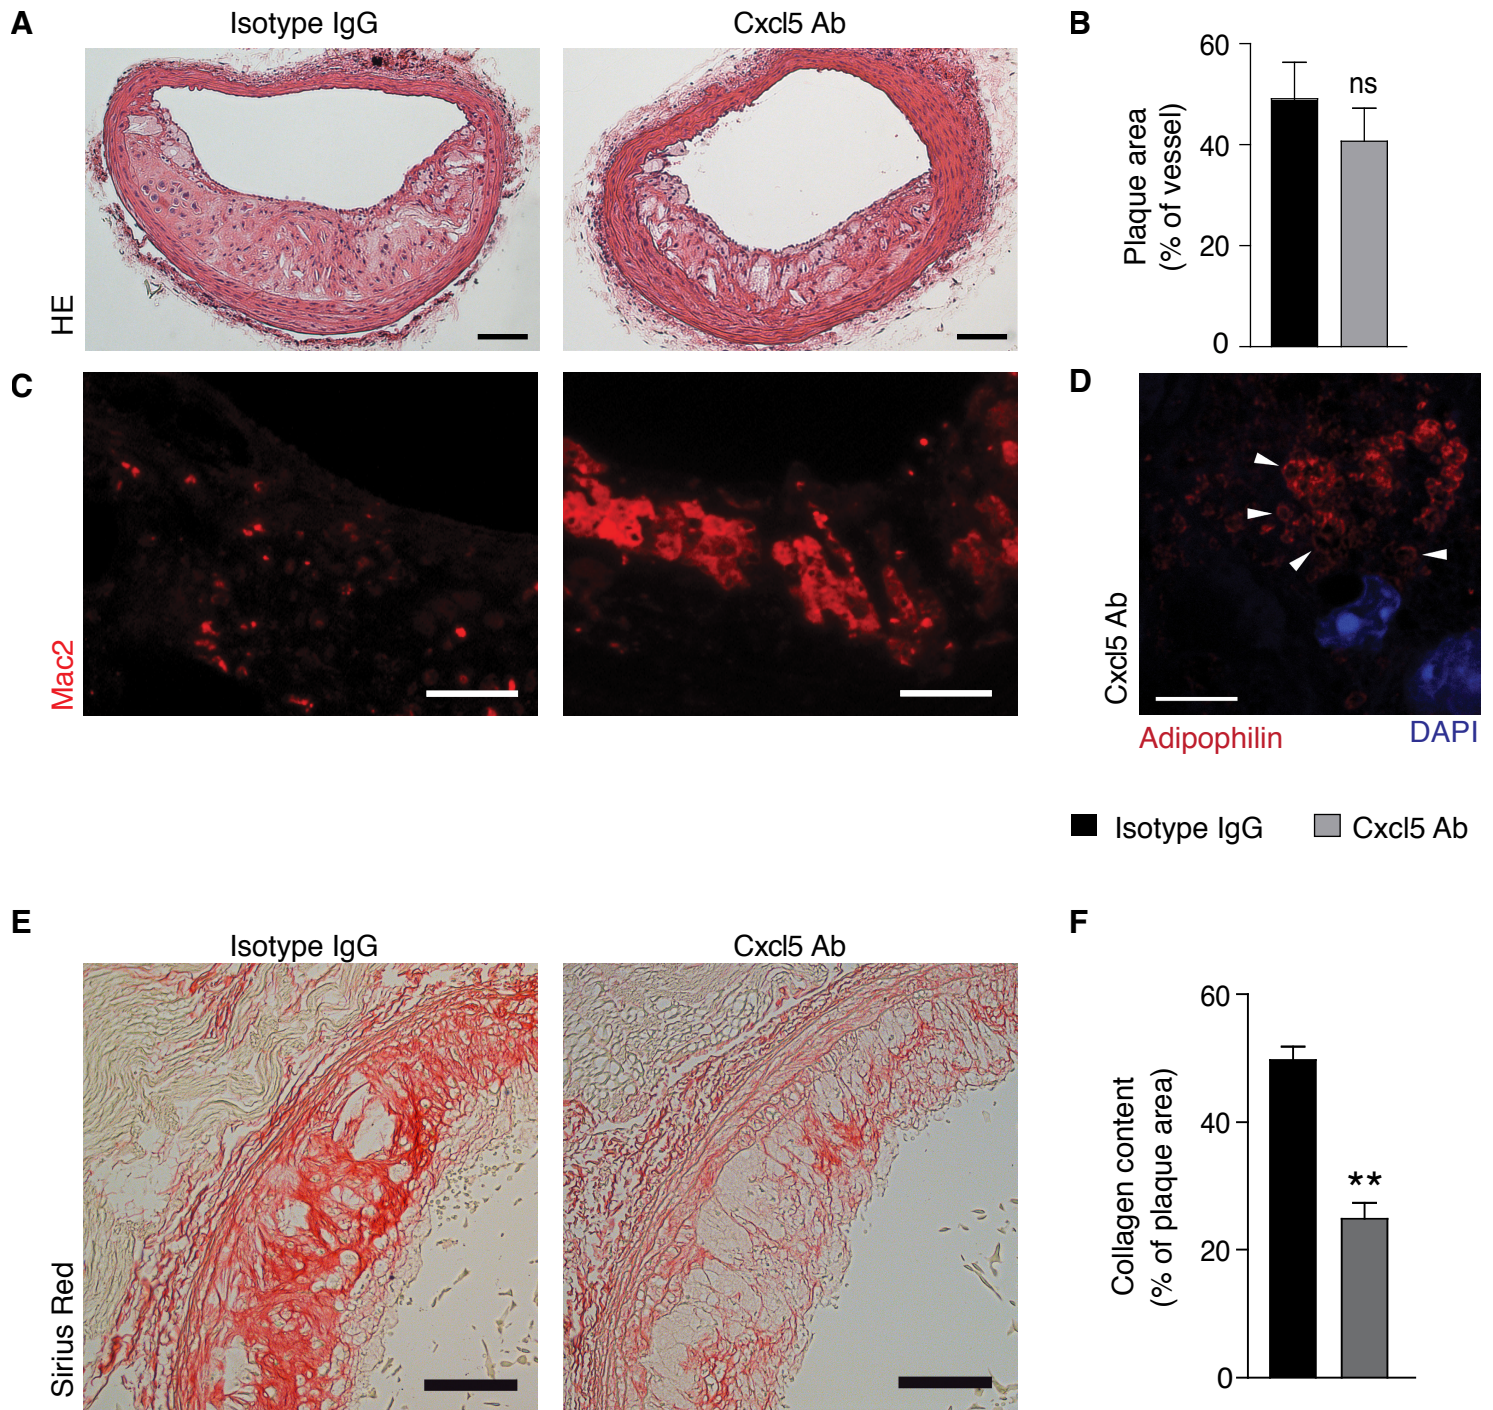 A
Isotype IgG
Cxcl5 Ab
HE
B
Plaque area
(% of vessel)
60
40
20
0
ns
C
Mac2
D
Cxcl5 Ab
Adipophilin
DAPI
Isotype IgG
Cxcl5 Ab
E
Isotype IgG
Cxcl5 Ab
Sirius Red
F
Collagen content
(% of plaque area)
60
40
20
0
**